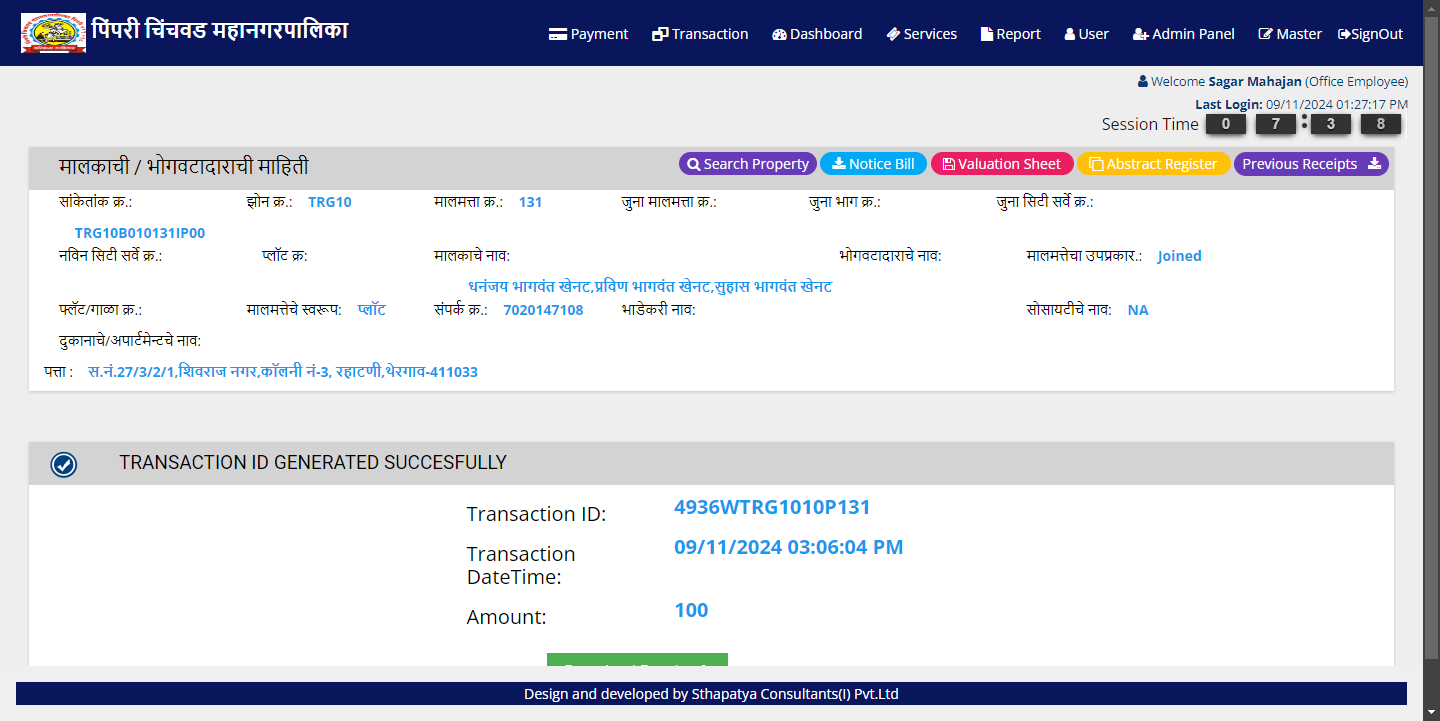 पिंपरी चिंचवड महानगरपालिका
Payment Transaction Dashboard Services Report User Admin Panel Master SignOut
Welcome Sagar Mahajan (Office Employee)
Last Login: 09/11/2024 01:27:17 PM
Session Time 0 7 : 3 8
मालकाची / भोगवटादाराची माहिती
Search Property Notice Bill Valuation Sheet Abstract Register Previous Receipts
सांकेतांक क्र.: झोन क्र.: TRG10 मालमत्ता क्र.: 131 जुना मालमत्ता क्र.: जुना भाग क्र.: जुना सिटी सर्वे क्र.:
TRG10B010131IP00
नविन सिटी सर्वे क्र.: प्लॉट क्र: मालकाचे नाव: भोगवटादाराचे नाव: मालमत्तेचा उपप्रकार.: Joined
धनंजय भागवंत खेनट,प्रविण भागवंत खेनट,सुहास भागवंत खेनट
फ्लॅट/गाळा क्र.: मालमत्तेचे स्वरूप: प्लॉट संपर्क क्र.: 7020147108 भाडेकरी नाव: सोसायटीचे नाव: NA
दुकानाचे/अपार्टमेन्टचे नाव:
पत्ता : स.नं.27/3/2/1,शिवराज नगर,कॉलनी नं-3, रहाटणी,थेरगाव-411033
TRANSACTION ID GENERATED SUCCESFULLY
Transaction ID: 4936WTRG1010P131
Transaction DateTime: 09/11/2024 03:06:04 PM
Amount: 100
Design and developed by Sthapatya Consultants(I) Pvt.Ltd